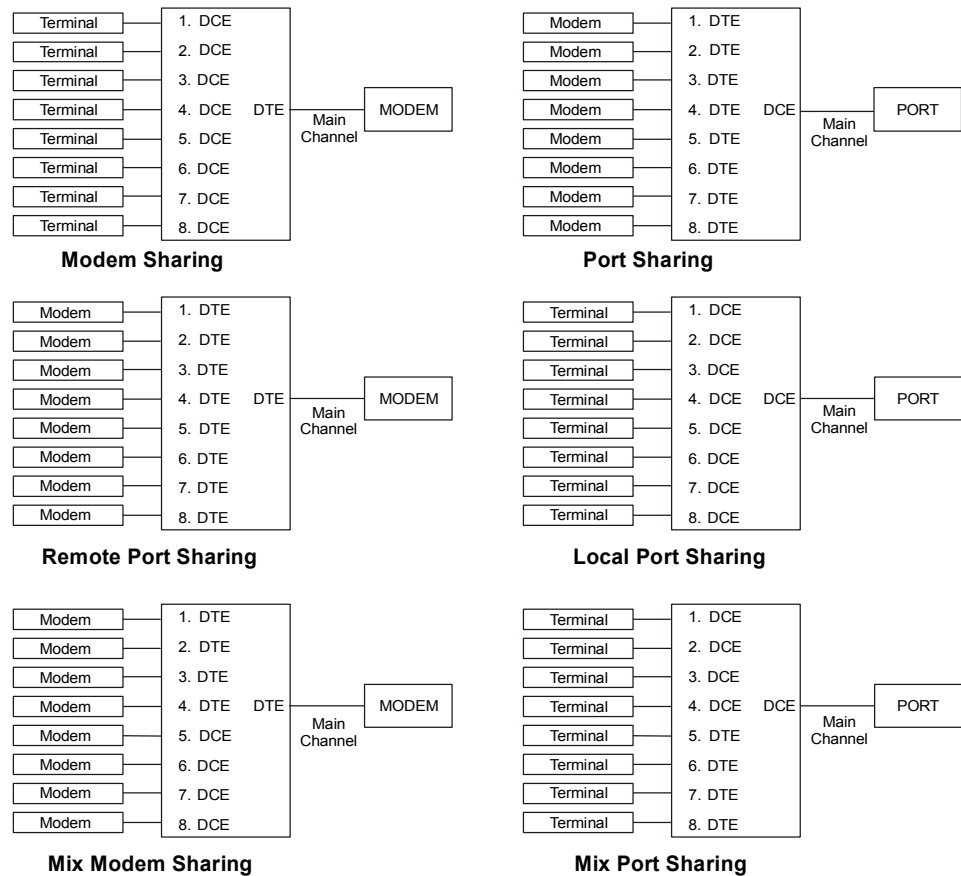 Terminal 1. DCE
Terminal 2. DCE
Terminal 3. DCE
Terminal 4. DCE DTE MODEM
Main
Channel
Terminal 5. DCE
Terminal 6. DCE
Terminal 7. DCE
Terminal 8. DCE
Modem Sharing
Modem 1. DTE
Modem 2. DTE
Modem 3. DTE
Modem 4. DTE DCE PORT
Main
Channel
Modem 5. DTE
Modem 6. DTE
Modem 7. DTE
Modem 8. DTE
Port Sharing
Modem 1. DTE
Modem 2. DTE
Modem 3. DTE
Modem 4. DTE DTE MODEM
Main
Channel
Modem 5. DTE
Modem 6. DTE
Modem 7. DTE
Modem 8. DTE
Remote Port Sharing
Terminal 1. DCE
Terminal 2. DCE
Terminal 3. DCE
Terminal 4. DCE DCE PORT
Main
Channel
Terminal 5. DCE
Terminal 6. DCE
Terminal 7. DCE
Terminal 8. DCE
Local Port Sharing
Modem 1. DTE
Modem 2. DTE
Modem 3. DTE
Modem 4. DTE DTE MODEM
Main
Channel
Modem 5. DCE
Modem 6. DCE
Modem 7. DCE
Modem 8. DCE
Mix Modem Sharing
Terminal 1. DCE
Terminal 2. DCE
Terminal 3. DCE
Terminal 4. DCE DCE PORT
Main
Channel
Terminal 5. DTE
Terminal 6. DTE
Terminal 7. DTE
Terminal 8. DTE
Mix Port Sharing